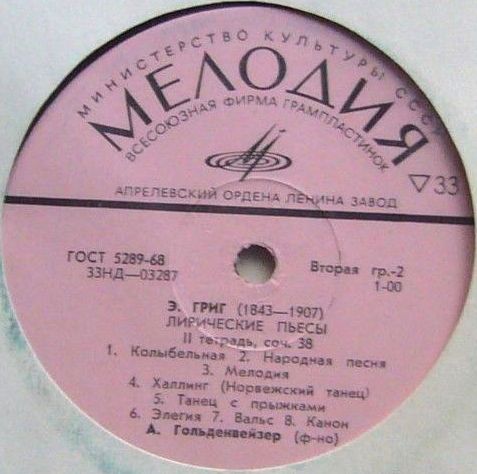 МИНИСТЕРСТВО КУЛЬТУРЫ СССР
МЕЛОДИЯ
ВСЕСОЮЗНАЯ ФИРМА ГРАМПЛАСТИНОК
▽33
АПРЕЛЕВСКИЙ ОРДЕНА ЛЕНИНА ЗАВОД
ГОСТ 5289-68
33НД—03287
Вторая гр.-2
1-00
Э. ГРИГ (1843—1907)
ЛИРИЧЕСКИЕ ПЬЕСЫ
II тетрадь, соч. 38
1. Колыбельная 2. Народная песня
3. Мелодия
4. Халлинг (Норвежский танец)
5. Танец с прыжками
6. Элегия 7. Вальс 8. Канон
А. Гольденвейзер (ф-но)